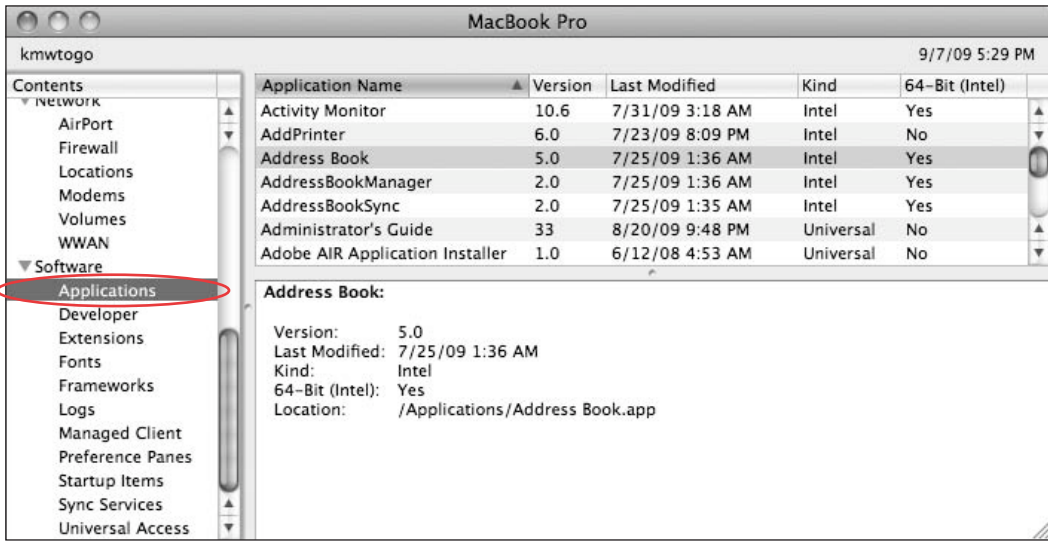 MacBook Pro
kmwtogo 9/7/09 5:29 PM
Contents
Network
AirPort
Firewall
Locations
Modems
Volumes
WWAN
Software
Applications
Developer
Extensions
Fonts
Frameworks
Logs
Managed Client
Preference Panes
Startup Items
Sync Services
Universal Access
Application Name Version Last Modified Kind 64-Bit (Intel)
Activity Monitor 10.6 7/31/09 3:18 AM Intel Yes
AddPrinter 6.0 7/23/09 8:09 PM Intel No
Address Book 5.0 7/25/09 1:36 AM Intel Yes
AddressBookManager 2.0 7/25/09 1:36 AM Intel Yes
AddressBookSync 2.0 7/25/09 1:35 AM Intel Yes
Administrator's Guide 33 8/20/09 9:48 PM Universal No
Adobe AIR Application Installer 1.0 6/12/08 4:53 AM Universal No
Address Book:
Version: 5.0
Last Modified: 7/25/09 1:36 AM
Kind: Intel
64-Bit (Intel): Yes
Location: /Applications/Address Book.app